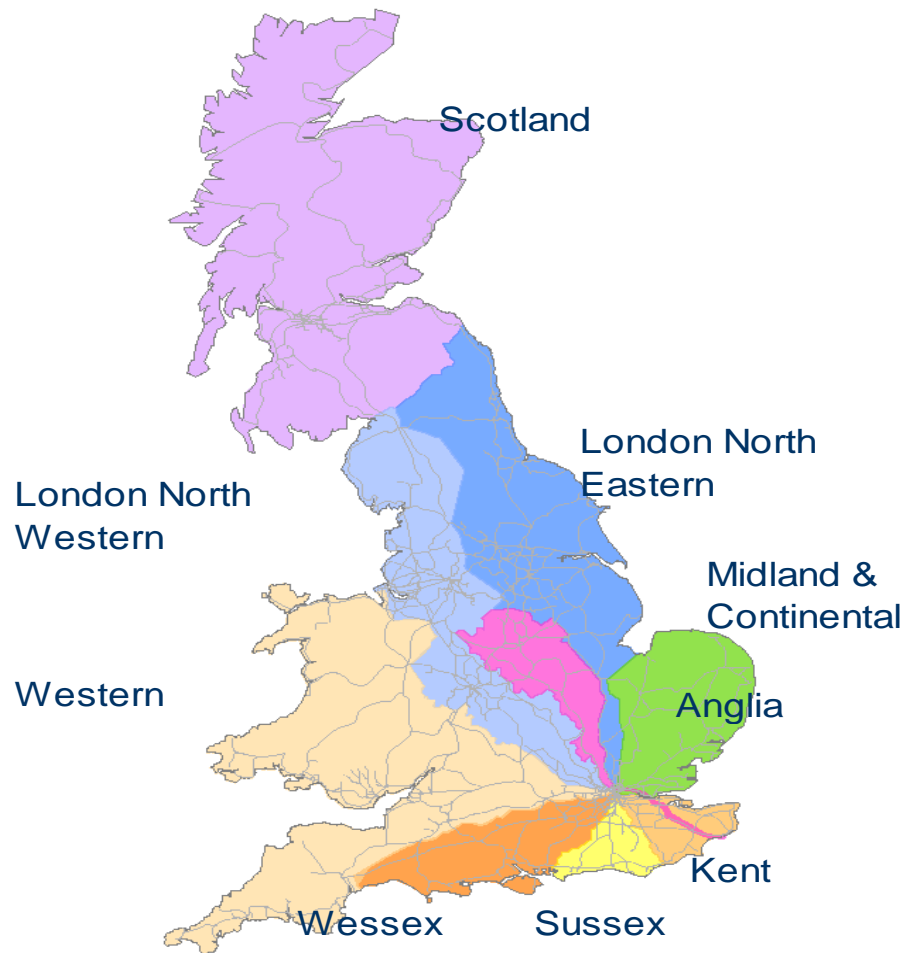 Scotland
London North
Eastern
London North
Western
Midland &
Continental
Western
Anglia
Kent
Wessex
Sussex